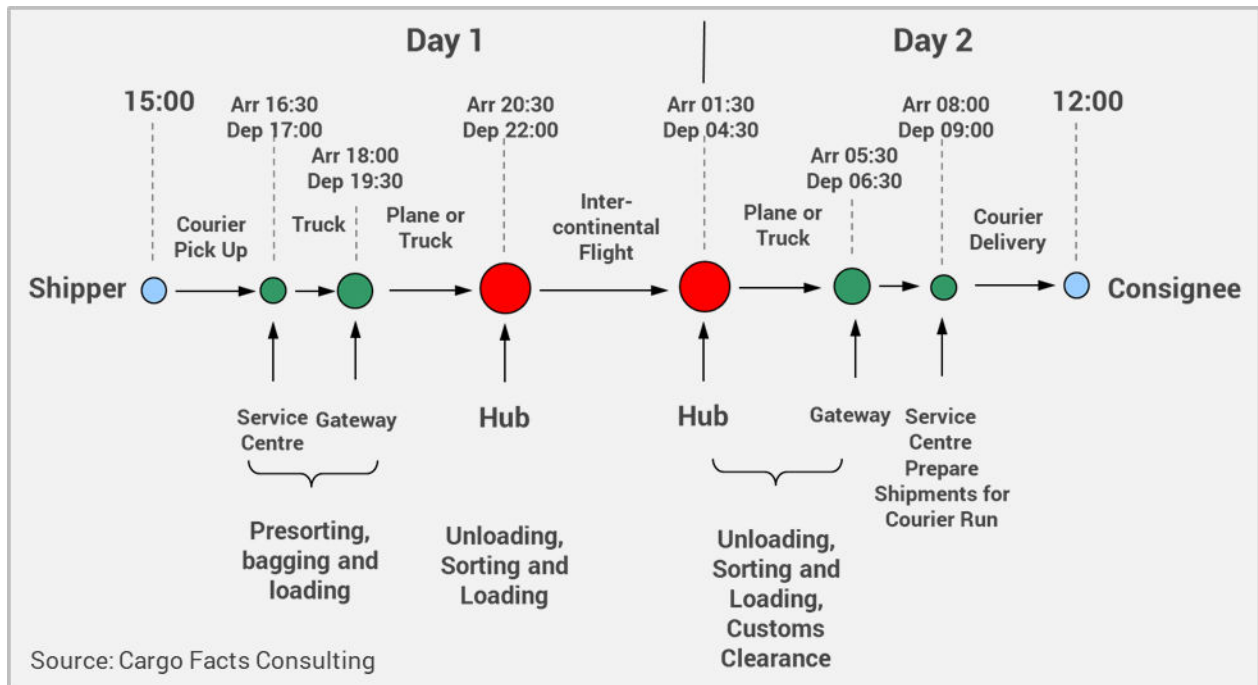 Day 1
Day 2
15:00
Arr 16:30
Dep 17:00
Arr 18:00
Dep 19:30
Arr 20:30
Dep 22:00
Arr 01:30
Dep 04:30
Arr 05:30
Dep 06:30
Arr 08:00
Dep 09:00
12:00
Courier
Pick Up
Truck
Plane or
Truck
Inter-
continental
Flight
Plane or
Truck
Courier
Delivery
Shipper
Consignee
Service
Centre
Gateway
Hub
Hub
Gateway
Service
Centre
Prepare
Shipments for
Courier Run
Presorting,
bagging and
loading
Unloading,
Sorting and
Loading
Unloading,
Sorting and
Loading,
Customs
Clearance
Source: Cargo Facts Consulting